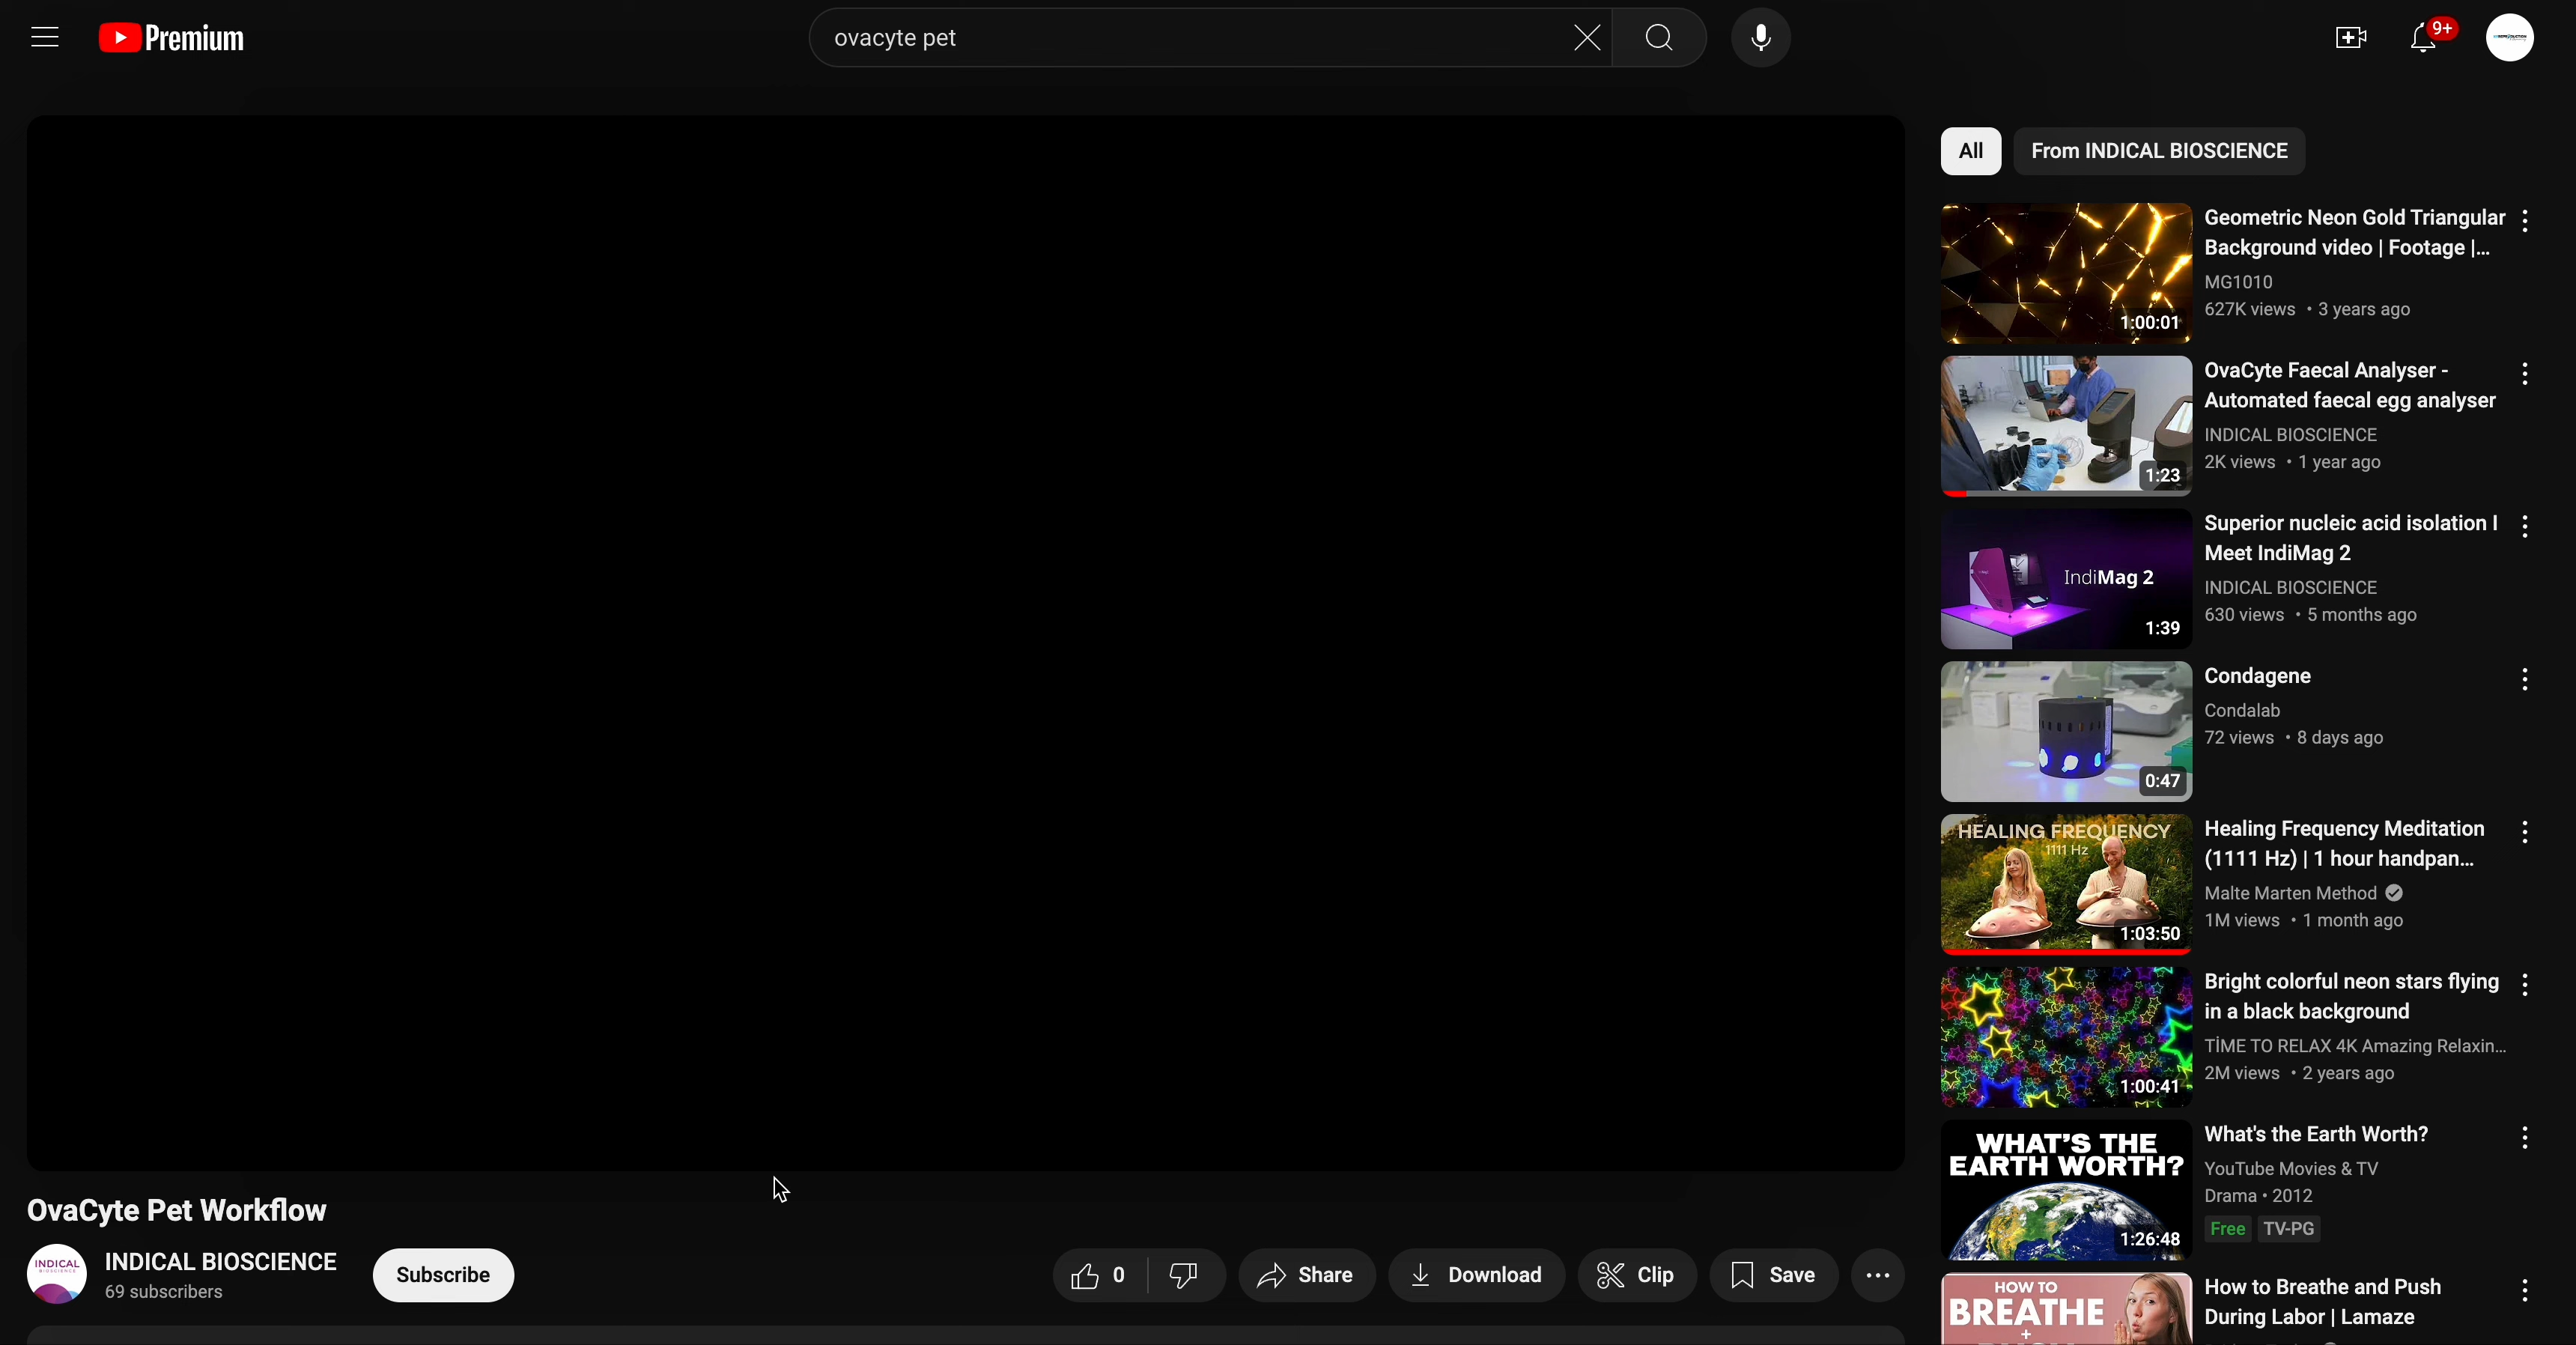 Premium
ovacyte pet
9+
All
From INDICAL BIOSCIENCE
Geometric Neon Gold Triangular
Background video | Footage |...
MG1010
627K views • 3 years ago
1:00:01
OvaCyte Faecal Analyser -
Automated faecal egg analyser
INDICAL BIOSCIENCE
2K views • 1 year ago
1:23
Superior nucleic acid isolation I
Meet IndiMag 2
INDICAL BIOSCIENCE
630 views • 5 months ago
IndiMag 2
1:39
Condagene
Condalab
72 views • 8 days ago
0:47
HEALING FREQUENCY
1111 Hz
1:03:50
Healing Frequency Meditation
(1111 Hz) | 1 hour handpan...
Malte Marten Method
1M views • 1 month ago
Bright colorful neon stars flying
in a black background
TİME TO RELAX 4K Amazing Relaxin...
2M views • 2 years ago
1:00:41
WHAT'S THE
EARTH WORTH?
1:26:48
What's the Earth Worth?
YouTube Movies & TV
Drama • 2012
Free TV-PG
HOW TO
BREATHE
+
How to Breathe and Push
During Labor | Lamaze
OvaCyte Pet Workflow
INDICAL
BIOSCIENCE
INDICAL BIOSCIENCE
69 subscribers
Subscribe
0
Share
Download
Clip
Save